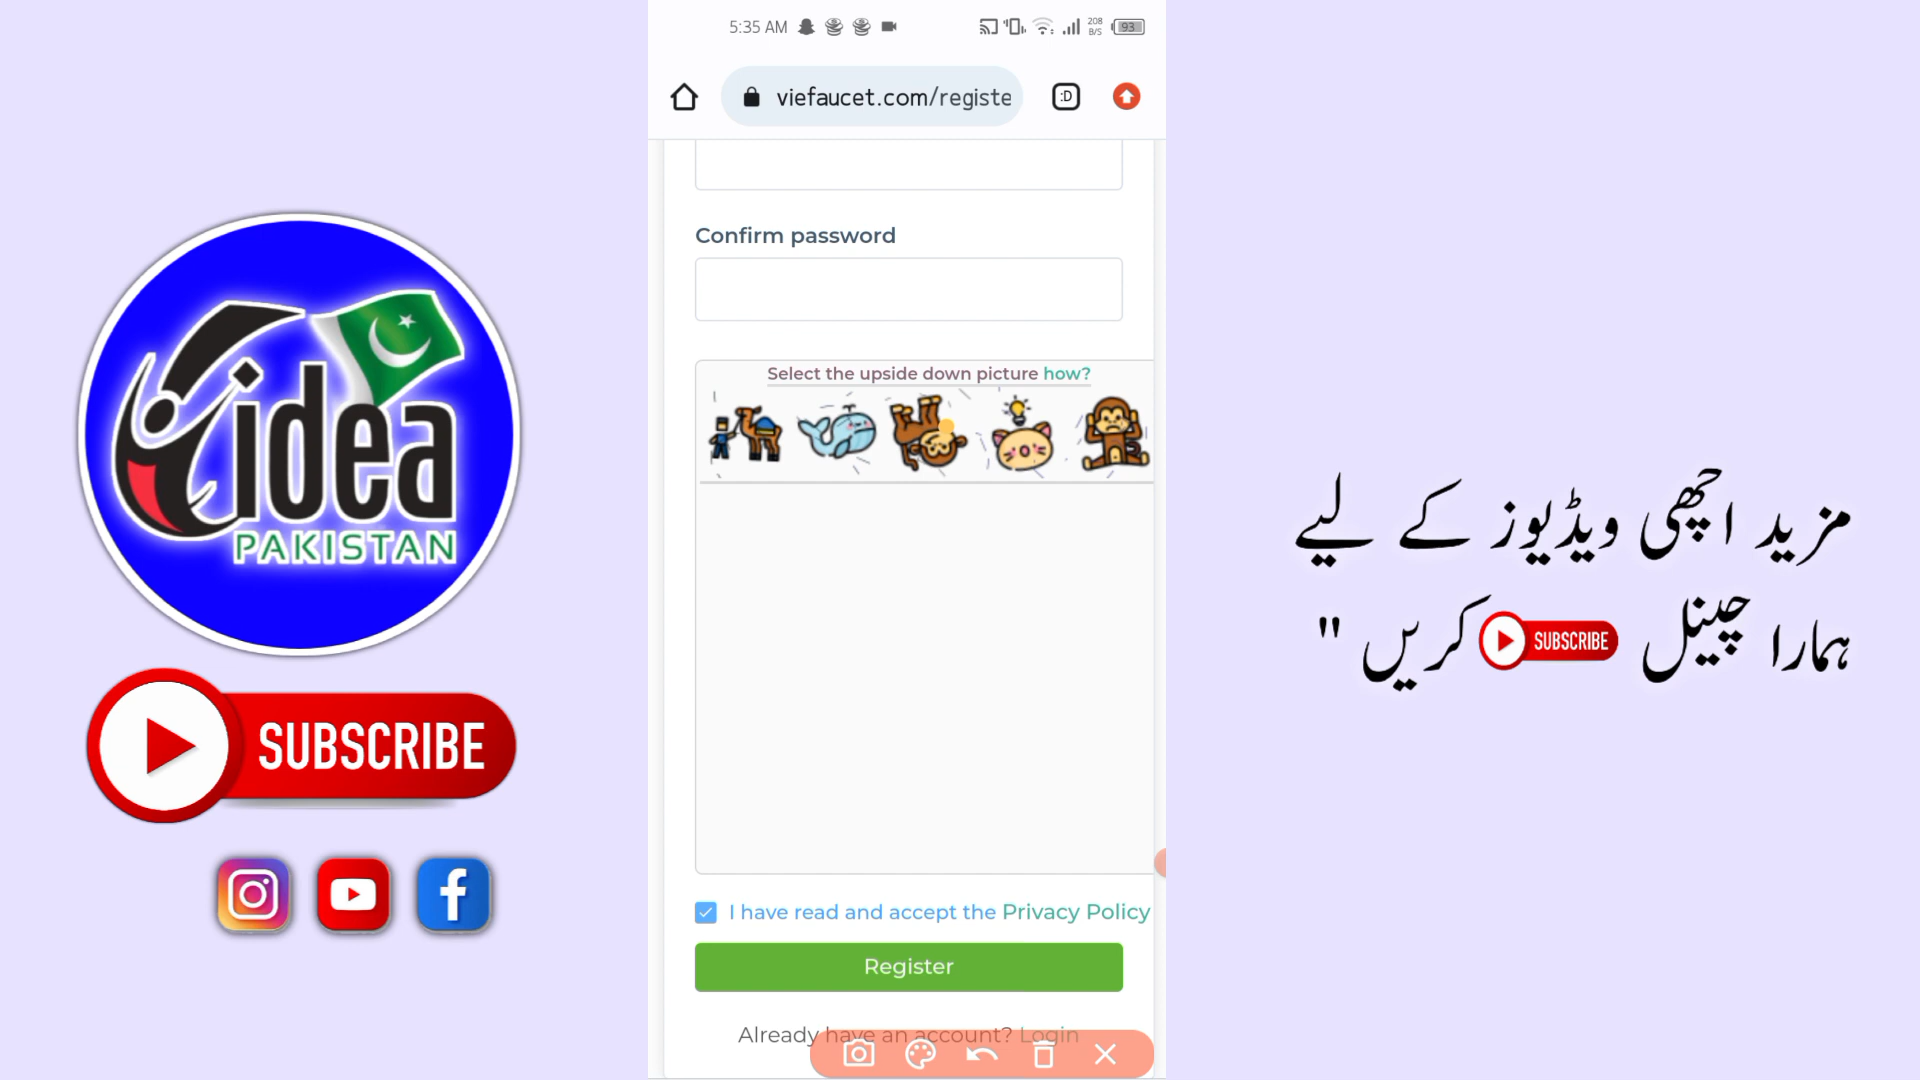 5:35 AM
208
B/S
93
viefaucet.com/registe
:D
Confirm password
Select the upside down picture how?
I have read and accept the Privacy Policy
Register
Already have an account? Login
idea
PAKISTAN
SUBSCRIBE
مزید اچھی ویڈیوز کے لیے
ہمارا چینل SUBSCRIBE کریں "